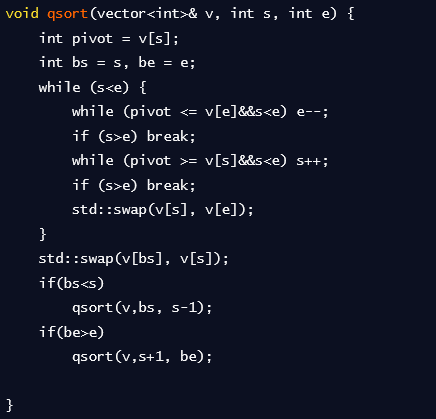 void qsort(vector<int>& v, int s, int e) {
    int pivot = v[s];
    int bs = s, be = e;
    while (s<e) {
        while (pivot <= v[e]&&s<e) e--;
        if (s>e) break;
        while (pivot >= v[s]&&s<e) s++;
        if (s>e) break;
        std::swap(v[s], v[e]);
    }
    std::swap(v[bs], v[s]);
    if(bs<s)
        qsort(v,bs, s-1);
    if(be>e)
        qsort(v,s+1, be);
}